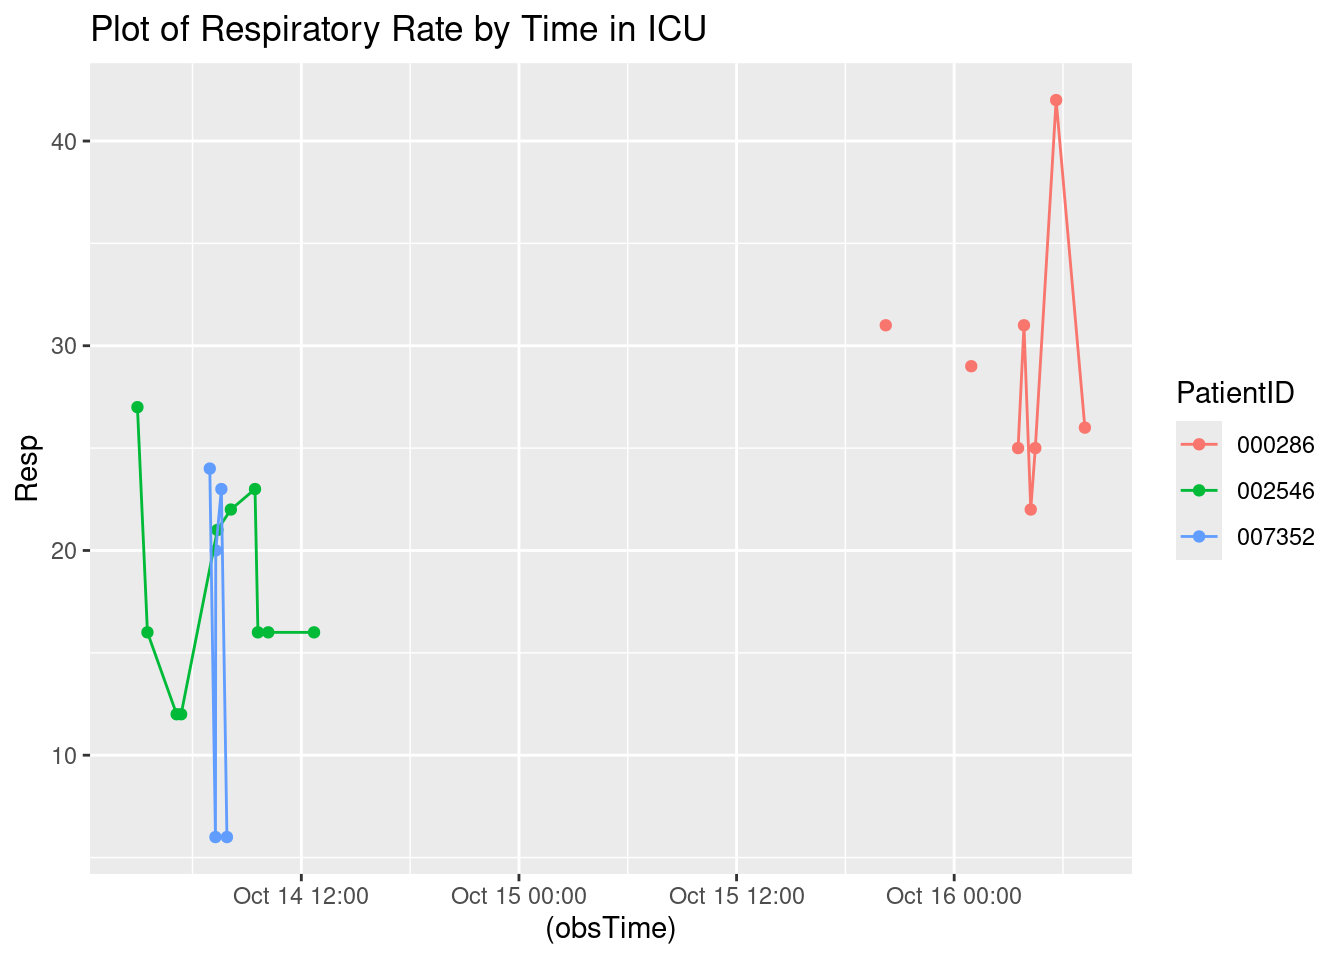 Plot of Respiratory Rate by Time in ICU
40
30
20
10
Resp
Oct 14 12:00
Oct 15 00:00
Oct 15 12:00
Oct 16 00:00
(obsTime)
PatientID
000286
002546
007352